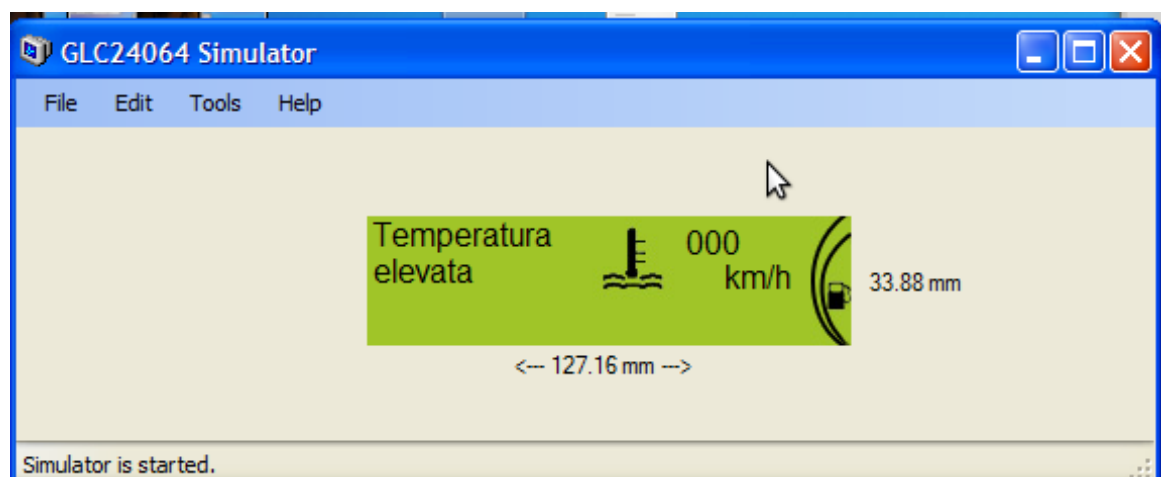 GLC24064 Simulator
File Edit Tools Help
Temperatura
elevata
000
km/h
33.88 mm
<--- 127.16 mm --->
Simulator is started.